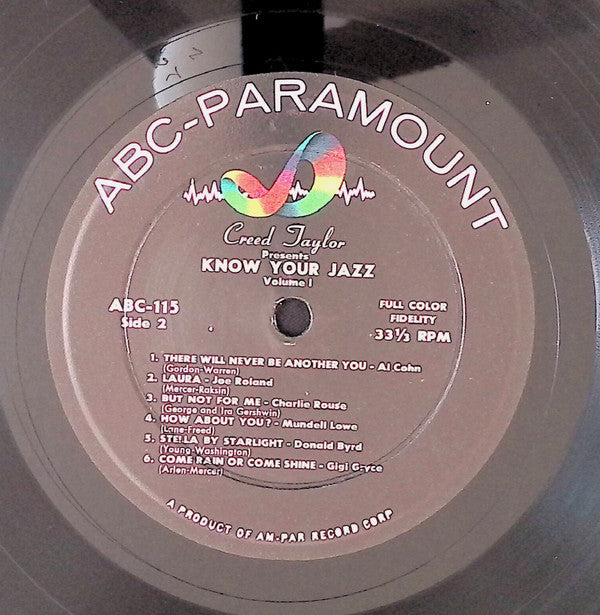 ABC-PARAMOUNT
Creed Taylor
Presents
KNOW YOUR JAZZ
Volume I
ABC-115
Side 2
FULL COLOR
FIDELITY
33⅓ RPM
1. THERE WILL NEVER BE ANOTHER YOU - Al Cohn
(Gordon-Warren)
2. LAURA - Joe Roland
(Mercer-Raksin)
3. BUT NOT FOR ME - Charlie Rouse
(George and Ira Gershwin)
4. HOW ABOUT YOU? - Mundell Lowe
(Lane-Freed)
5. STELLA BY STARLIGHT - Donald Byrd
(Young-Washington)
6. COME RAIN OR COME SHINE - Gigi Gryce
(Arlen-Mercer)
A PRODUCT OF AM-PAR RECORD CORP